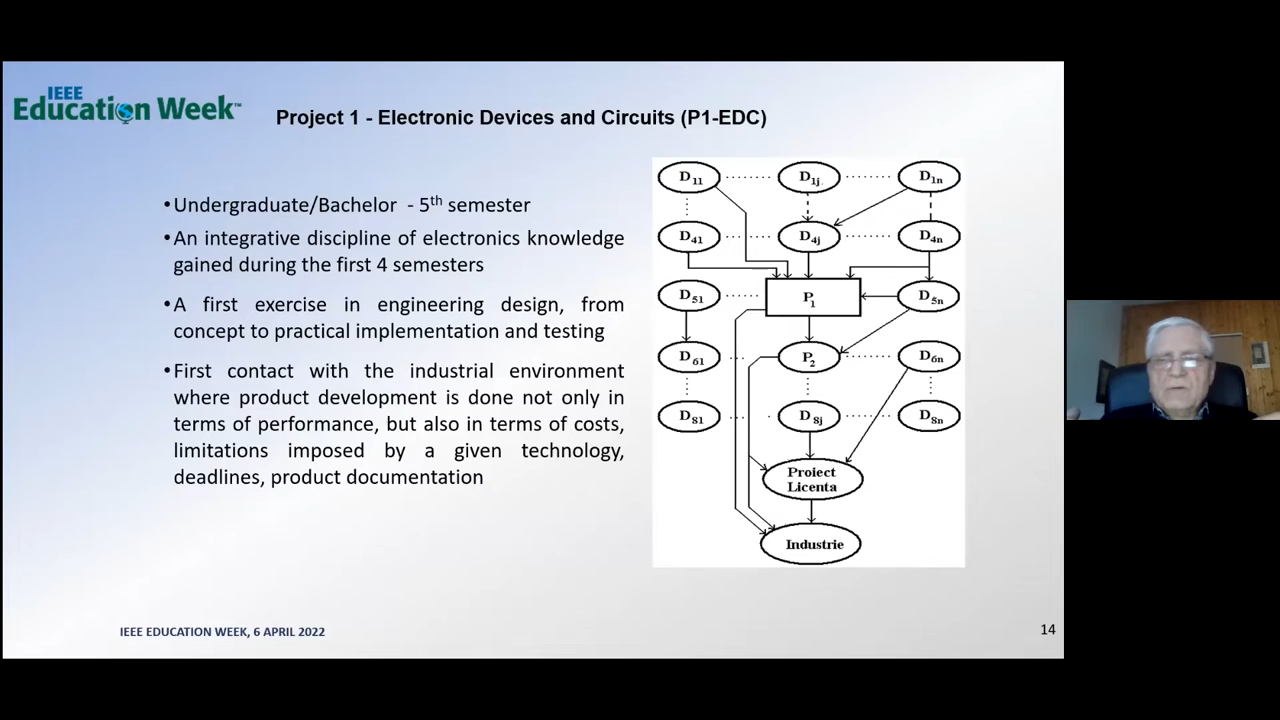 IEEE
Education Week™
Project 1 - Electronic Devices and Circuits (P1-EDC)
•Undergraduate/Bachelor - 5th semester
•An integrative discipline of electronics knowledge
gained during the first 4 semesters
•A first exercise in engineering design, from
concept to practical implementation and testing
•First contact with the industrial environment
where product development is done not only in
terms of performance, but also in terms of costs,
limitations imposed by a given technology,
deadlines, product documentation
D11 D1j D1n
D41 D4j D4n
D51 P1 D5n
D61 P2 D6n
D81 D8j D8n
Proiect
Licenta
Industrie
IEEE EDUCATION WEEK, 6 APRIL 2022
14